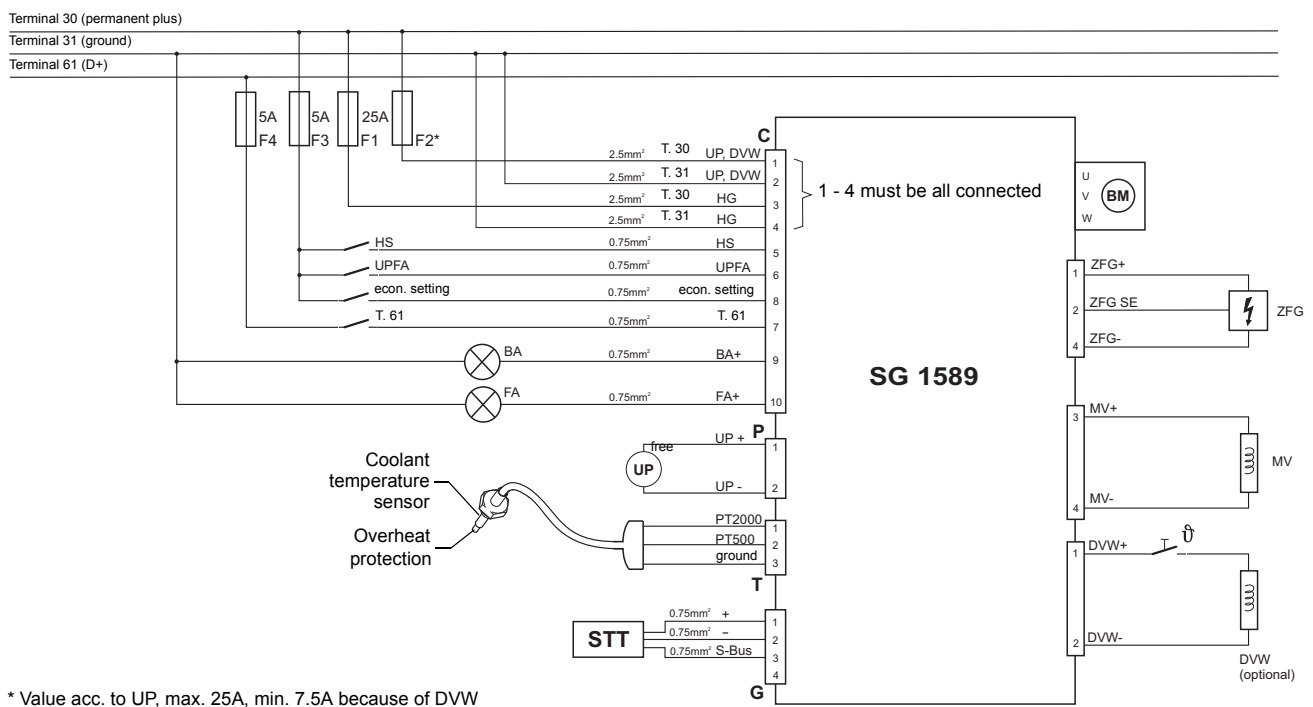 Terminal 30 (permanent plus)
Terminal 31 (ground)
Terminal 61 (D+)
5A
F4
5A
F3
25A
F1
F2*
C
2.5mm² T. 30 UP, DVW 1
2.5mm² T. 31 UP, DVW 2
2.5mm² T. 30 HG 3
2.5mm² T. 31 HG 4
1 - 4 must be all connected
HS 0.75mm² HS 5
UPFA 0.75mm² UPFA 6
econ. setting 0.75mm² econ. setting 8
T. 61 0.75mm² T. 61 7
BA 0.75mm² BA+ 9
FA 0.75mm² FA+ 10
SG 1589
U
V
W
BM
1 ZFG+
2 ZFG SE
4 ZFG-
ZFG
3 MV+
4 MV-
MV
1 DVW+ ϑ
2 DVW-
DVW
(optional)
P
free UP + 1
UP
UP - 2
Coolant
temperature
sensor
Overheat
protection
PT2000 1
PT500 2
ground 3
T
STT
0.75mm² + 1
0.75mm² – 2
0.75mm² S-Bus 3
4
G
* Value acc. to UP, max. 25A, min. 7.5A because of DVW